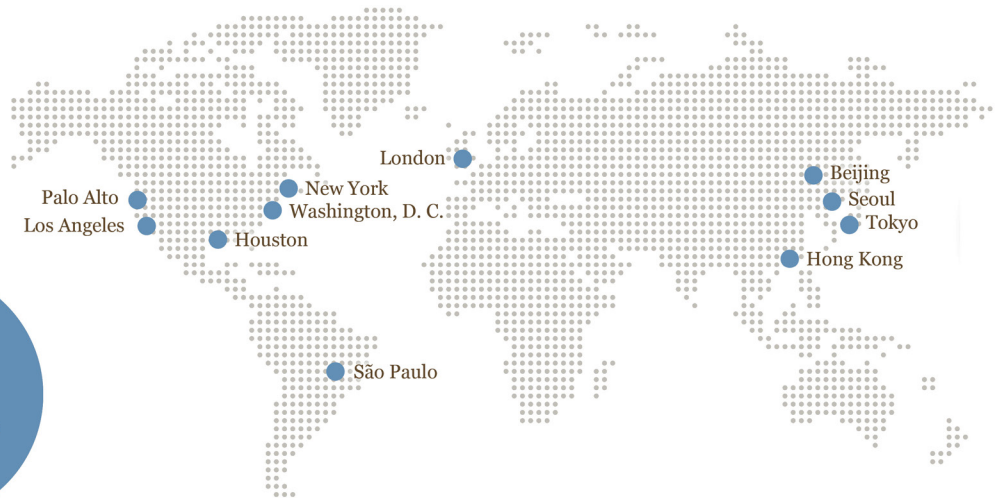 London
Beijing
New York
Palo Alto
Seoul
Washington, D. C.
Los Angeles
Tokyo
Houston
Hong Kong
São Paulo